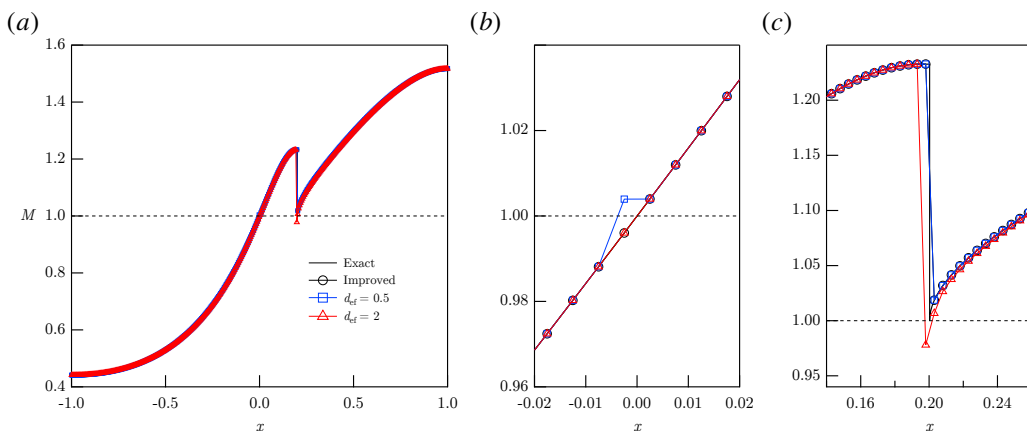 (a)
(b)
(c)
1.6
1.4
1.2
M 1.0
0.8
0.6
0.4
-1.0 -0.5 0.0 0.5 1.0
x
Exact
Improved
d_ef = 0.5
d_ef = 2
1.02
1.00
0.98
0.96
-0.02 -0.01 0.00 0.01 0.02
x
1.20
1.15
1.10
1.05
1.00
0.95
0.16 0.20 0.24
x